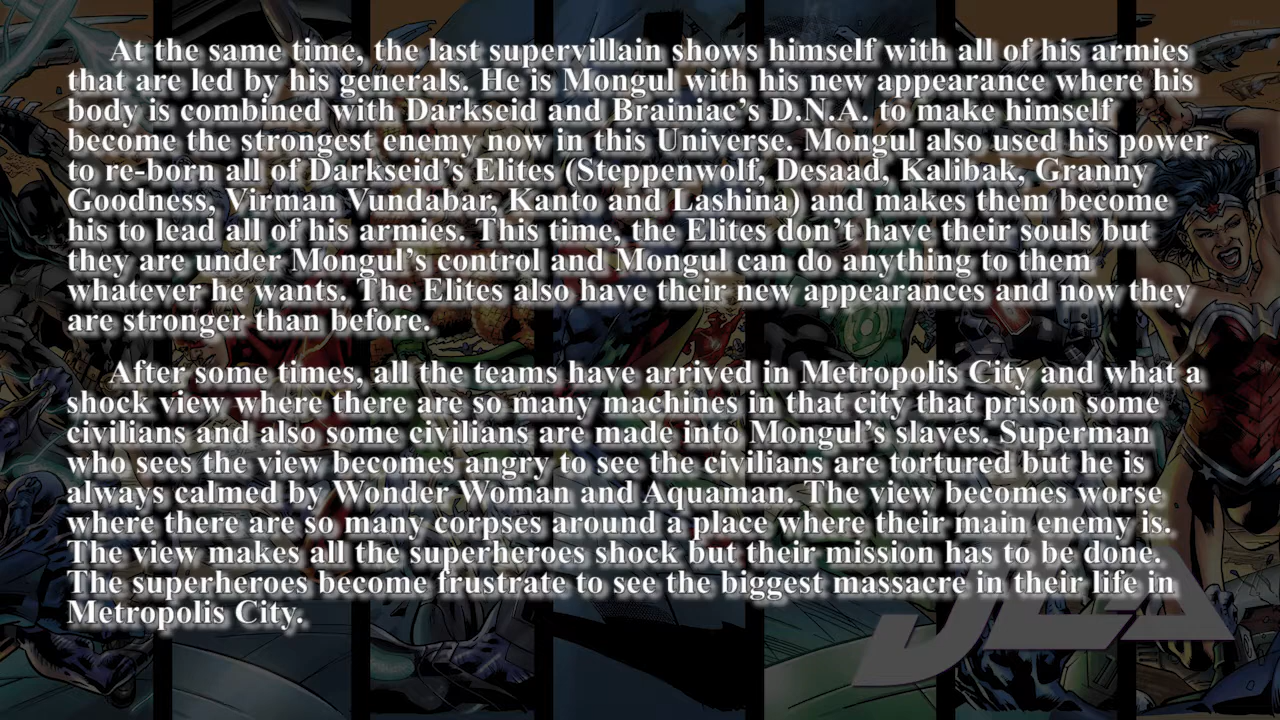 At the same time, the last supervillain shows himself with all of his armies
that are led by his generals. He is Mongul with his new appearance where his
body is combined with Darkseid and Brainiac's D.N.A. to make himself
become the strongest enemy now in this Universe. Mongul also used his power
to re-born all of Darkseid's Elites (Steppenwolf, Desaad, Kalibak, Granny
Goodness, Virman Vundabar, Kanto and Lashina) and makes them become
his to lead all of his armies. This time, the Elites don't have their souls but
they are under Mongul's control and Mongul can do anything to them
whatever he wants. The Elites also have their new appearances and now they
are stronger than before.
After some times, all the teams have arrived in Metropolis City and what a
shock view where there are so many machines in that city that prison some
civilians and also some civilians are made into Mongul's slaves. Superman
who sees the view becomes angry to see the civilians are tortured but he is
always calmed by Wonder Woman and Aquaman. The view becomes worse
where there are so many corpses around a place where their main enemy is.
The view makes all the superheroes shock but their mission has to be done.
The superheroes become frustrate to see the biggest massacre in their life in
Metropolis City.
JLA